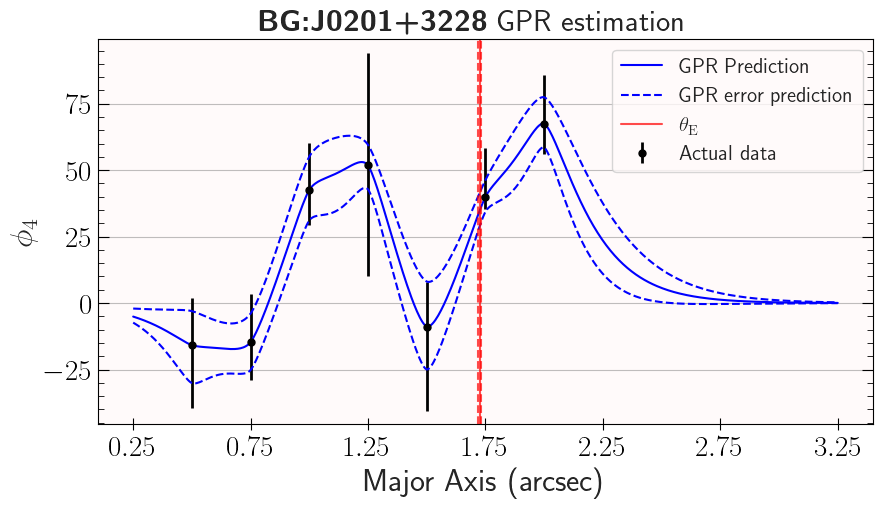 BG:J0201+3228 GPR estimation
GPR Prediction
GPR error prediction
θE
Actual data
ϕ4
75
50
25
0
−25
0.25 0.75 1.25 1.75 2.25 2.75 3.25
Major Axis (arcsec)